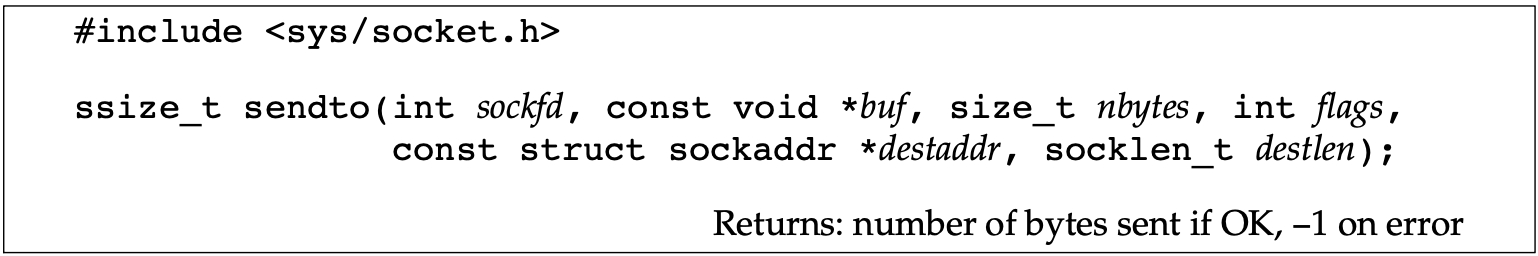 #include <sys/socket.h>
ssize_t sendto(int sockfd, const void *buf, size_t nbytes, int flags,
const struct sockaddr *destaddr, socklen_t destlen);
Returns: number of bytes sent if OK, –1 on error